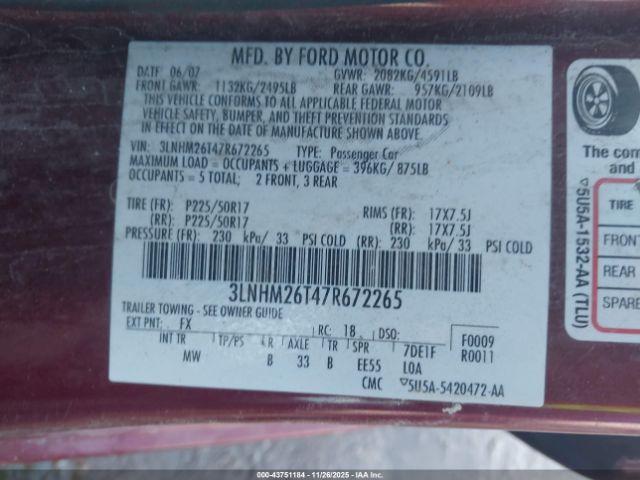 MFD. BY FORD MOTOR CO.
DATE 06/07 GVWR: 2082KG/4591LB
FRONT GAWR: 1132KG/2495LB REAR GAWR: 957KG/2109LB
THIS VEHICLE CONFORMS TO ALL APPLICABLE FEDERAL MOTOR
VEHICLE SAFETY, BUMPER, AND THEFT PREVENTION STANDARDS
IN EFFECT ON THE DATE OF MANUFACTURE SHOWN ABOVE.
VIN: 3LNHM26T47R672265 TYPE: Passenger Car
MAXIMUM LOAD = OCCUPANTS + LUGGAGE = 396KG/ 875LB
OCCUPANTS = 5 TOTAL; 2 FRONT, 3 REAR
TIRE (FR): P225/50R17 RIMS (FR): 17X7.5J
(RR): P225/50R17 (RR): 17X7.5J
PRESSURE (FR): 230 kPa/ 33 PSI COLD (RR): 230 kPa/ 33 PSI COLD
3LNHM26T47R672265
TRAILER TOWING - SEE OWNER GUIDE
EXT PNT: FX RC: 18 DSO:
INT TR TP/PS R AXLE TR SPR 7DE1F F0009
MW B 33 B EE55 LOA R0011
CMC 5U5A-5420472-AA
The com
and
5U5A-1532-AA (TLU)
TIRE
FRONT
REAR
SPARE
000-43751184 - 11/26/2025 - IAA Inc.